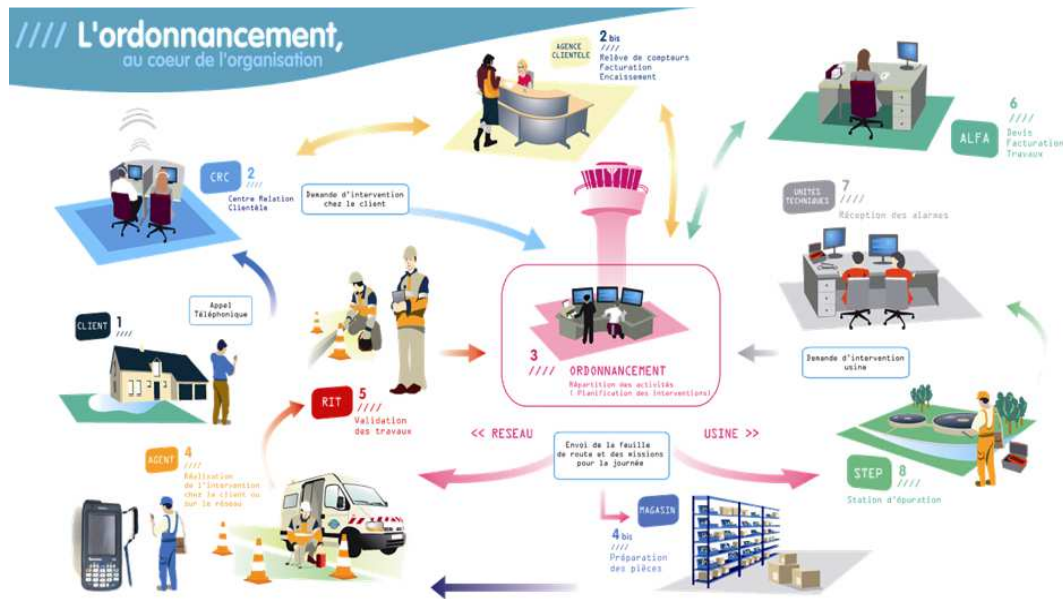 //// L'ordonnancement,
au coeur de l'organisation
AGENCE
CLIENTELE
2 bis
////
Relève de compteurs
Facturation
Encaissement
6
////
ALFA
Devis
Facturation
Travaux
CRC
2
////
Centre Relation
Clientèle
Demande d'intervention
chez le client
UNITES
TECHNIQUES
7
////
Réception des alarmes
Appel
Téléphonique
CLIENT
1
////
3
////
ORDONNANCEMENT
Répartition des activités
( Planification des Interventions)
Demande d'intervention
usine
RIT
5
////
Validation
des travaux
<< RESEAU
USINE >>
Envoi de la feuille
de route et des missions
pour la journée
AGENT
4
////
Réalisation
de l'intervention
chez le client ou
sur le réseau
STEP
8
////
Station d'épuration
MAGASIN
4 bis
////
Préparation
des pièces